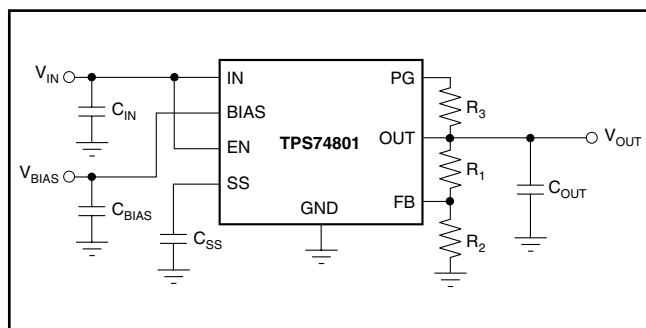 V_IN
IN
PG
C_IN
BIAS
R_3
TPS74801
OUT
V_OUT
EN
R_1
V_BIAS
SS
C_OUT
C_BIAS
FB
GND
C_SS
R_2